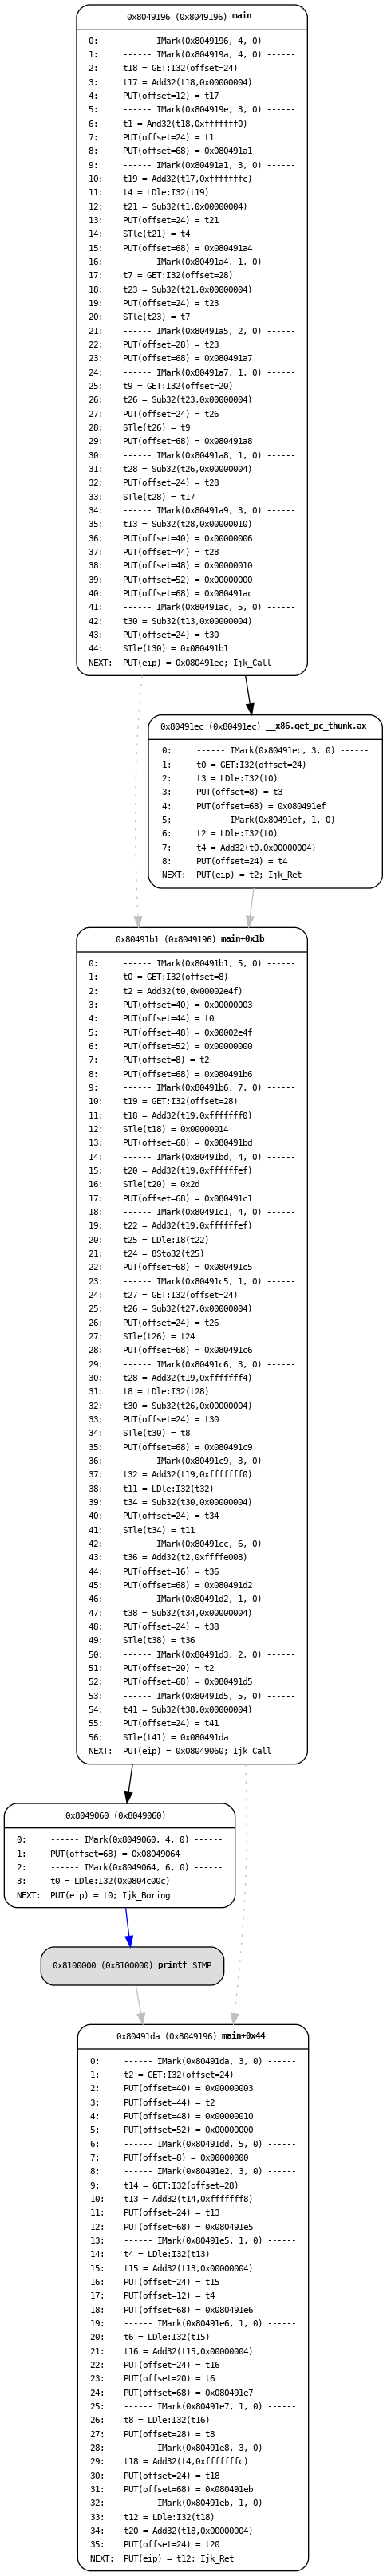 0x8049196 (0x8049196) main
0: ------ IMark(0x8049196, 4, 0) ------
1: ------ IMark(0x804919a, 4, 0) ------
2: t18 = GET:I32(offset=24)
3: t17 = Add32(t18,0x00000004)
4: PUT(offset=12) = t17
5: ------ IMark(0x804919e, 3, 0) ------
6: t1 = And32(t18,0xfffffff0)
7: PUT(offset=24) = t1
8: PUT(offset=68) = 0x080491a1
9: ------ IMark(0x80491a1, 3, 0) ------
10: t19 = Add32(t17,0xfffffffc)
11: t4 = LDle:I32(t19)
12: t21 = Sub32(t1,0x00000004)
13: PUT(offset=24) = t21
14: STle(t21) = t4
15: PUT(offset=68) = 0x080491a4
16: ------ IMark(0x80491a4, 1, 0) ------
17: t7 = GET:I32(offset=28)
18: t23 = Sub32(t21,0x00000004)
19: PUT(offset=24) = t23
20: STle(t23) = t7
21: ------ IMark(0x80491a5, 2, 0) ------
22: PUT(offset=28) = t23
23: PUT(offset=68) = 0x080491a7
24: ------ IMark(0x80491a7, 1, 0) ------
25: t9 = GET:I32(offset=20)
26: t26 = Sub32(t23,0x00000004)
27: PUT(offset=24) = t26
28: STle(t26) = t9
29: PUT(offset=68) = 0x080491a8
30: ------ IMark(0x80491a8, 1, 0) ------
31: t28 = Sub32(t26,0x00000004)
32: PUT(offset=24) = t28
33: STle(t28) = t17
34: ------ IMark(0x80491a9, 3, 0) ------
35: t13 = Sub32(t28,0x00000010)
36: PUT(offset=40) = 0x00000006
37: PUT(offset=44) = t28
38: PUT(offset=48) = 0x00000010
39: PUT(offset=52) = 0x00000000
40: PUT(offset=68) = 0x080491ac
41: ------ IMark(0x80491ac, 5, 0) ------
42: t30 = Sub32(t13,0x00000004)
43: PUT(offset=24) = t30
44: STle(t30) = 0x080491b1
NEXT: PUT(eip) = 0x080491ec; Ijk_Call
0x80491ec (0x80491ec) __x86.get_pc_thunk.ax
0: ------ IMark(0x80491ec, 3, 0) ------
1: t0 = GET:I32(offset=24)
2: t3 = LDle:I32(t0)
3: PUT(offset=8) = t3
4: PUT(offset=68) = 0x080491ef
5: ------ IMark(0x80491ef, 1, 0) ------
6: t2 = LDle:I32(t0)
7: t4 = Add32(t0,0x00000004)
8: PUT(offset=24) = t4
NEXT: PUT(eip) = t2; Ijk_Ret
0x80491b1 (0x8049196) main+0x1b
0: ------ IMark(0x80491b1, 5, 0) ------
1: t0 = GET:I32(offset=8)
2: t2 = Add32(t0,0x00002e4f)
3: PUT(offset=40) = 0x00000003
4: PUT(offset=44) = t0
5: PUT(offset=48) = 0x00002e4f
6: PUT(offset=52) = 0x00000000
7: PUT(offset=8) = t2
8: PUT(offset=68) = 0x080491b6
9: ------ IMark(0x80491b6, 7, 0) ------
10: t19 = GET:I32(offset=28)
11: t18 = Add32(t19,0xfffffff0)
12: STle(t18) = 0x00000014
13: PUT(offset=68) = 0x080491bd
14: ------ IMark(0x80491bd, 4, 0) ------
15: t20 = Add32(t19,0xffffffef)
16: STle(t20) = 0x2d
17: PUT(offset=68) = 0x080491c1
18: ------ IMark(0x80491c1, 4, 0) ------
19: t22 = Add32(t19,0xffffffef)
20: t25 = LDle:I8(t22)
21: t24 = 8Sto32(t25)
22: PUT(offset=68) = 0x080491c5
23: ------ IMark(0x80491c5, 1, 0) ------
24: t27 = GET:I32(offset=24)
25: t26 = Sub32(t27,0x00000004)
26: PUT(offset=24) = t26
27: STle(t26) = t24
28: PUT(offset=68) = 0x080491c6
29: ------ IMark(0x80491c6, 3, 0) ------
30: t28 = Add32(t19,0xfffffff4)
31: t8 = LDle:I32(t28)
32: t30 = Sub32(t26,0x00000004)
33: PUT(offset=24) = t30
34: STle(t30) = t8
35: PUT(offset=68) = 0x080491c9
36: ------ IMark(0x80491c9, 3, 0) ------
37: t32 = Add32(t19,0xfffffff0)
38: t11 = LDle:I32(t32)
39: t34 = Sub32(t30,0x00000004)
40: PUT(offset=24) = t34
41: STle(t34) = t11
42: ------ IMark(0x80491cc, 6, 0) ------
43: t36 = Add32(t2,0xffffe008)
44: PUT(offset=16) = t36
45: PUT(offset=68) = 0x080491d2
46: ------ IMark(0x80491d2, 1, 0) ------
47: t38 = Sub32(t34,0x00000004)
48: PUT(offset=24) = t38
49: STle(t38) = t36
50: ------ IMark(0x80491d3, 2, 0) ------
51: PUT(offset=20) = t2
52: PUT(offset=68) = 0x080491d5
53: ------ IMark(0x80491d5, 5, 0) ------
54: t41 = Sub32(t38,0x00000004)
55: PUT(offset=24) = t41
56: STle(t41) = 0x080491da
NEXT: PUT(eip) = 0x08049060; Ijk_Call
0x8049060 (0x8049060)
0: ------ IMark(0x8049060, 4, 0) ------
1: PUT(offset=68) = 0x08049064
2: ------ IMark(0x8049064, 6, 0) ------
3: t0 = LDle:I32(0x0804c00c)
NEXT: PUT(eip) = t0; Ijk_Boring
0x8100000 (0x8100000) printf SIMP
0x80491da (0x8049196) main+0x44
0: ------ IMark(0x80491da, 3, 0) ------
1: t2 = GET:I32(offset=24)
2: PUT(offset=40) = 0x00000003
3: PUT(offset=44) = t2
4: PUT(offset=48) = 0x00000010
5: PUT(offset=52) = 0x00000000
6: ------ IMark(0x80491dd, 5, 0) ------
7: PUT(offset=8) = 0x00000000
8: ------ IMark(0x80491e2, 3, 0) ------
9: t14 = GET:I32(offset=28)
10: t13 = Add32(t14,0xfffffff8)
11: PUT(offset=24) = t13
12: PUT(offset=68) = 0x080491e5
13: ------ IMark(0x80491e5, 1, 0) ------
14: t4 = LDle:I32(t13)
15: t15 = Add32(t13,0x00000004)
16: PUT(offset=24) = t15
17: PUT(offset=12) = t4
18: PUT(offset=68) = 0x080491e6
19: ------ IMark(0x80491e6, 1, 0) ------
20: t6 = LDle:I32(t15)
21: t16 = Add32(t15,0x00000004)
22: PUT(offset=24) = t16
23: PUT(offset=20) = t6
24: PUT(offset=68) = 0x080491e7
25: ------ IMark(0x80491e7, 1, 0) ------
26: t8 = LDle:I32(t16)
27: PUT(offset=28) = t8
28: ------ IMark(0x80491e8, 3, 0) ------
29: t18 = Add32(t4,0xfffffffc)
30: PUT(offset=24) = t18
31: PUT(offset=68) = 0x080491eb
32: ------ IMark(0x80491eb, 1, 0) ------
33: t12 = LDle:I32(t18)
34: t20 = Add32(t18,0x00000004)
35: PUT(offset=24) = t20
NEXT: PUT(eip) = t12; Ijk_Ret